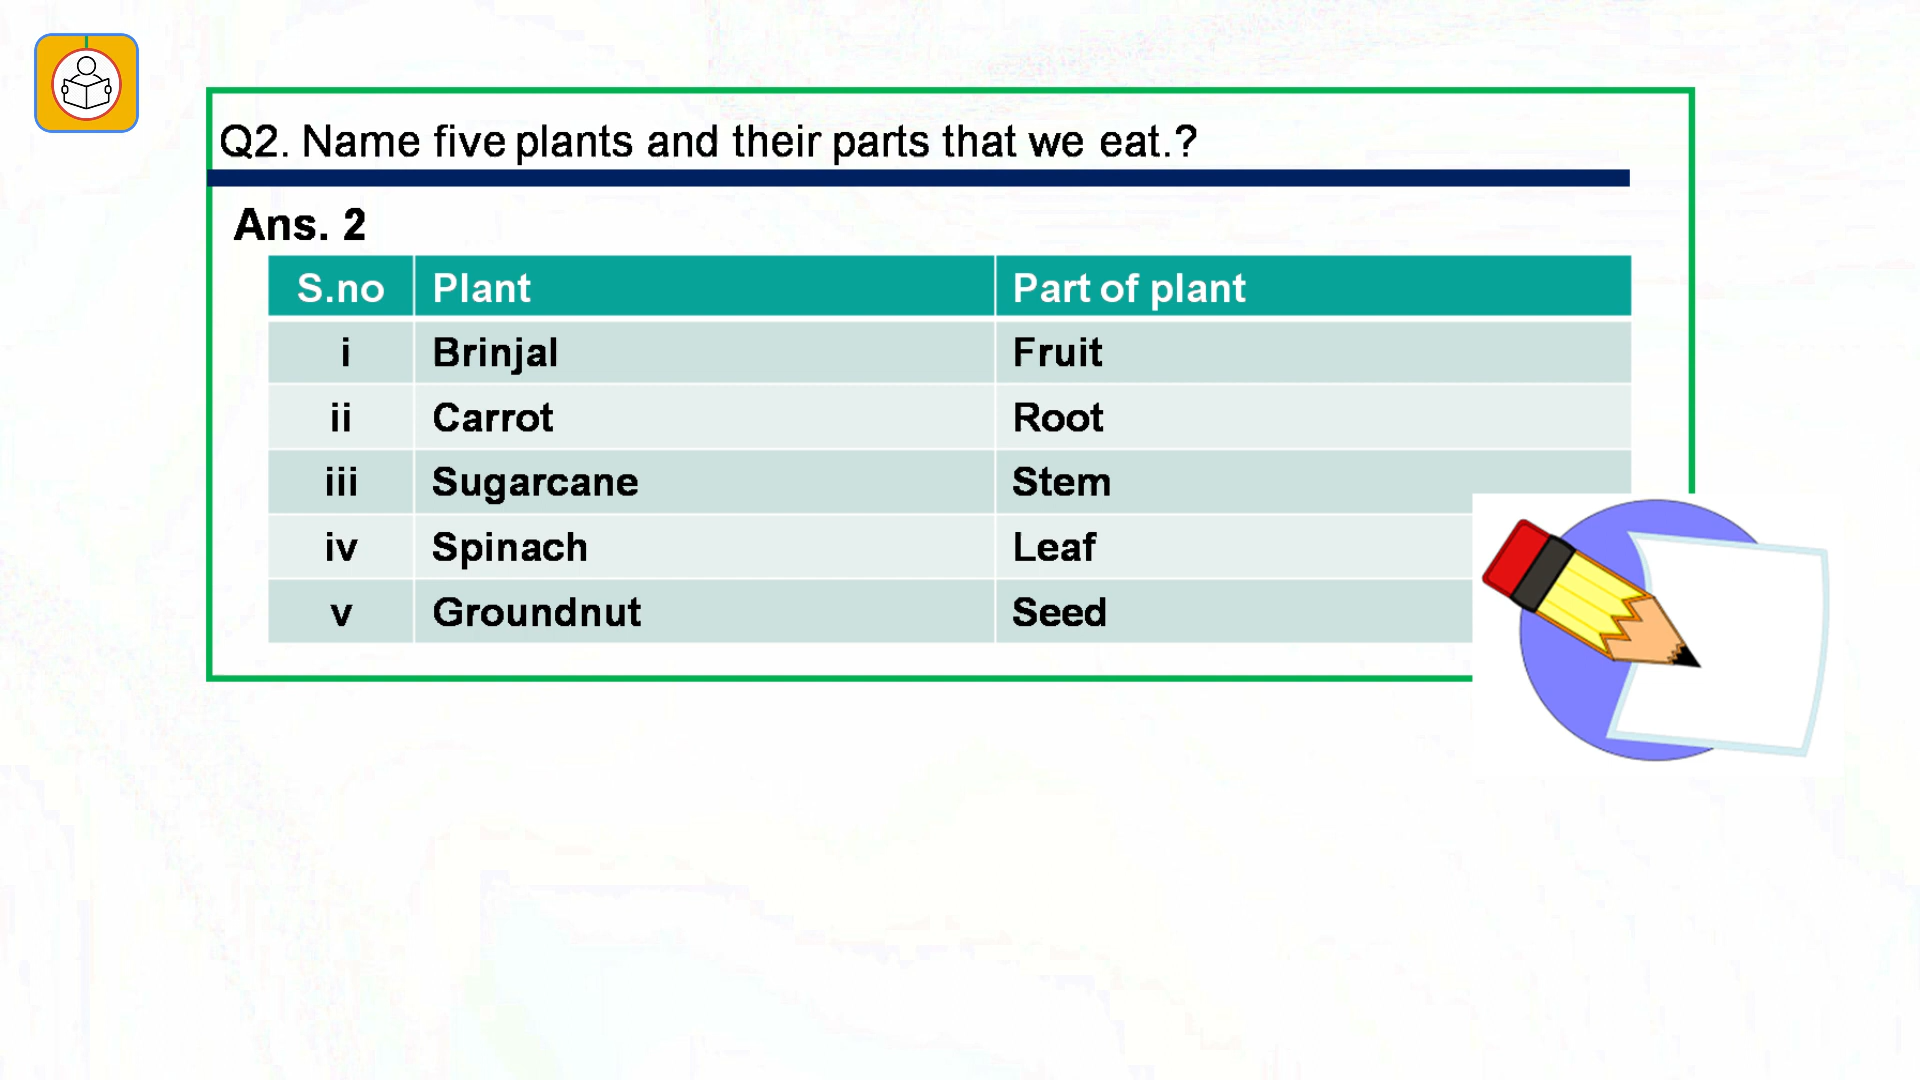 Q2. Name five plants and their parts that we eat.?
Ans. 2
S.no Plant Part of plant
i Brinjal Fruit
ii Carrot Root
iii Sugarcane Stem
iv Spinach Leaf
v Groundnut Seed